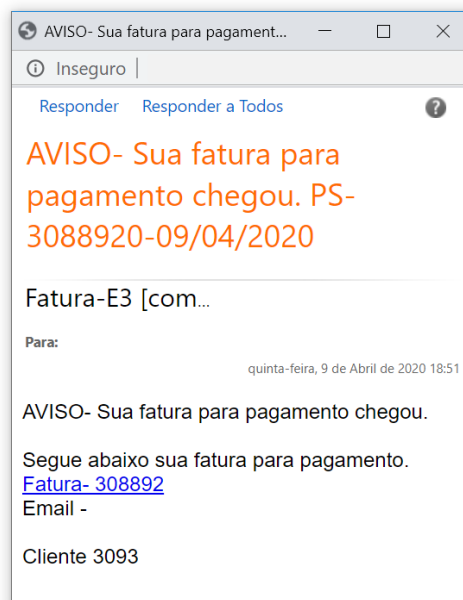 AVISO- Sua fatura para pagament...
Inseguro
Responder Responder a Todos
AVISO- Sua fatura para
pagamento chegou. PS-
3088920-09/04/2020
Fatura-E3 [com...
Para:
quinta-feira, 9 de Abril de 2020 18:51
AVISO- Sua fatura para pagamento chegou.
Segue abaixo sua fatura para pagamento.
Fatura- 308892
Email -
Cliente 3093